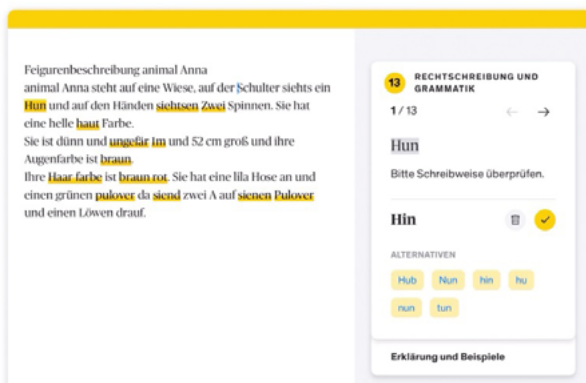 Feigurenbeschreibung animal Anna
animal Anna steht auf eine Wiese, auf der Schulter siehts ein
Hun und auf den Händen siehtsen Zwei Spinnen. Sie hat
eine helle haut Farbe.
Sie ist dünn und ungefär Im und 52 cm groß und ihre
Augenfarbe ist braun.
Ihre Haar farbe ist braun rot. Sie hat eine lila Hose an und
einen grünen pulover da siend zwei A auf sienen Pulover
und einen Löwen drauf.
13 RECHTSCHREIBUNG UND
GRAMMATIK
1 / 13
Hun
Bitte Schreibweise überprüfen.
Hin
ALTERNATIVEN
Hub Nun hin hu
nun tun
Erklärung und Beispiele